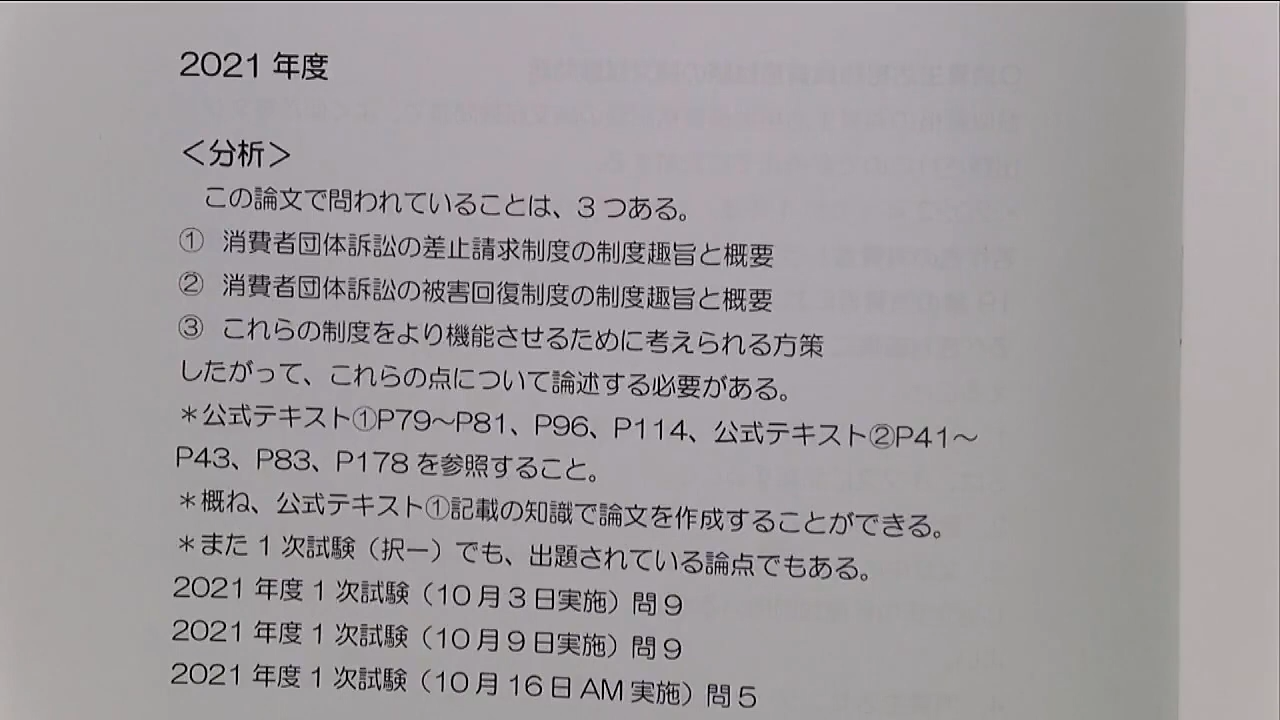 2021 年度
＜分析＞
この論文で問われていることは、3つある。
① 消費者団体訴訟の差止請求制度の制度趣旨と概要
② 消費者団体訴訟の被害回復制度の制度趣旨と概要
③ これらの制度をより機能させるために考えられる方策
したがって、これらの点について論述する必要がある。
＊公式テキスト①P79～P81、P96、P114、公式テキスト②P41～
P43、P83、P178 を参照すること。
＊概ね、公式テキスト①記載の知識で論文を作成することができる。
＊また 1 次試験（択一）でも、出題されている論点でもある。
2021 年度 1 次試験（10 月 3 日実施）問 9
2021 年度 1 次試験（10 月 9 日実施）問 9
2021 年度 1 次試験（10 月 16 日 AM 実施）問 5